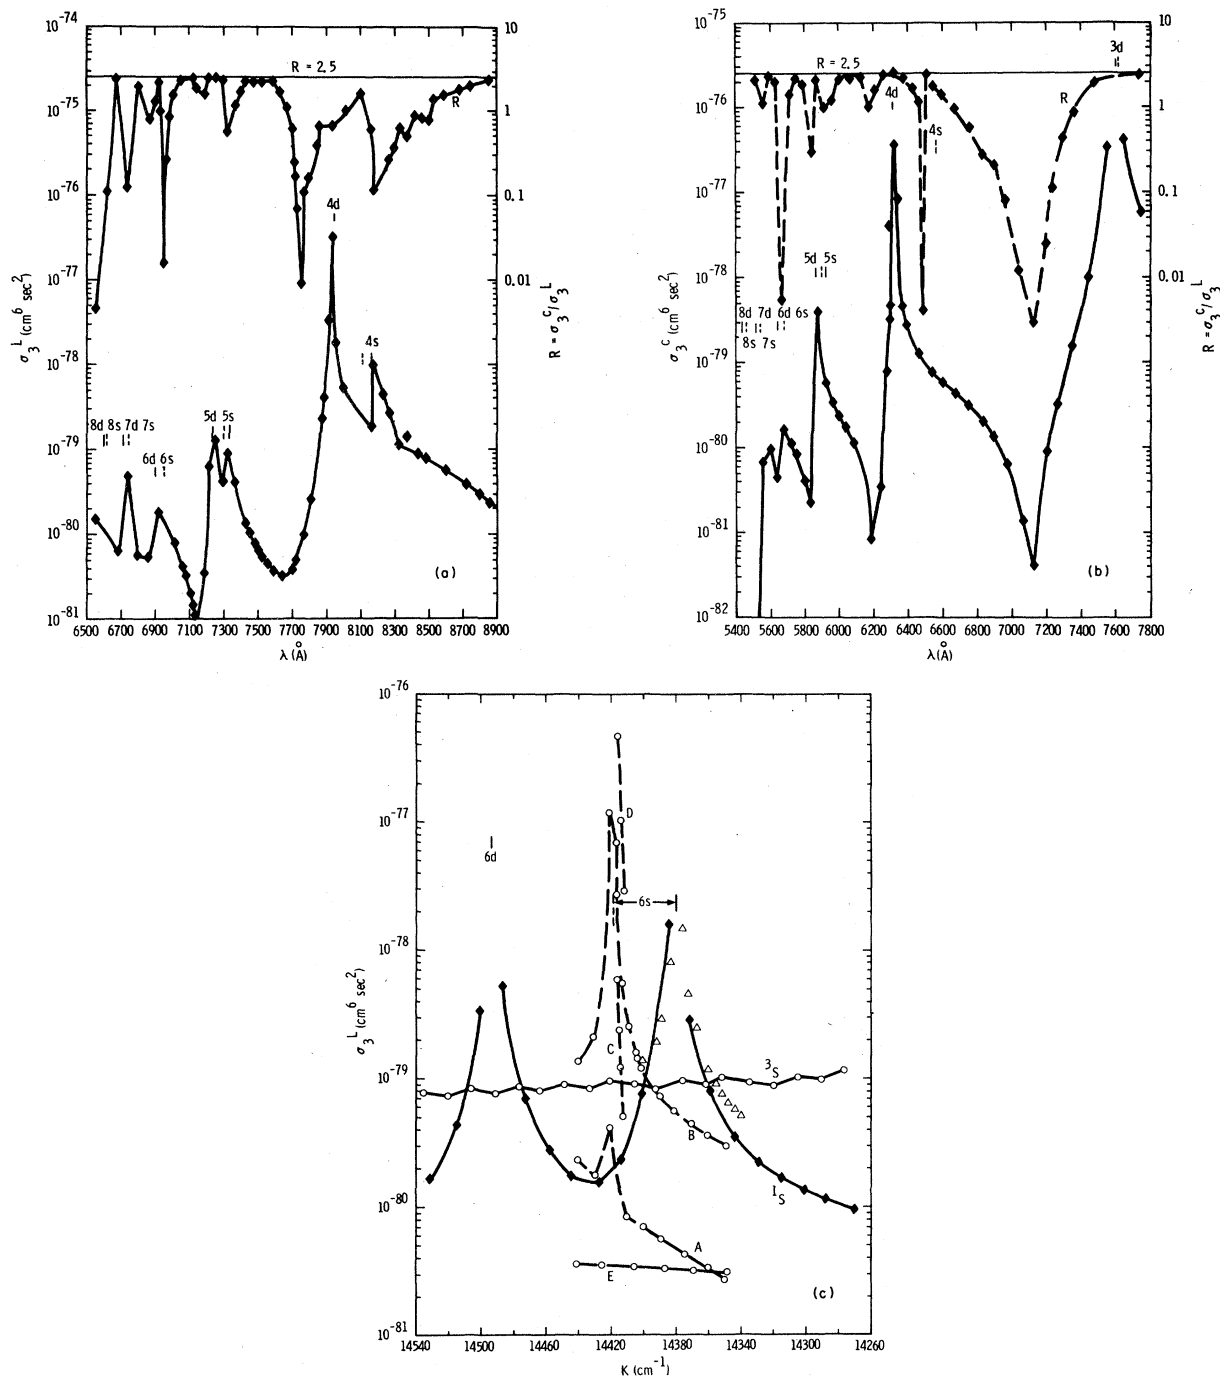 10^-74
10^-75
10^-76
10^-77
10^-78
10^-79
10^-80
10^-81
σ₃^L (cm^6 sec^2)
10
1
0.1
0.01
R = σ₃^C/σ₃^L
R = 2.5
R
4d
4s
5d 5s
8d 8s 7d 7s
6d 6s
(a)
6500 6700 6900 7100 7300 7500 7700 7900 8100 8300 8500 8700 8900
λ (Å)
10^-75
10^-76
10^-77
10^-78
10^-79
10^-80
10^-81
10^-82
σ₃^C (cm^6 sec^2)
10
1
0.1
0.01
R = σ₃^C/σ₃^L
3d
R = 2.5
4d
R
4s
5d 5s
8d 7d 6d 6s
8s 7s
(b)
5400 5600 5800 6000 6200 6400 6600 6800 7000 7200 7400 7600 7800
λ (Å)
10^-76
10^-77
10^-78
10^-79
10^-80
10^-81
σ₃^L (cm^6 sec^2)
D
6d
6s
C
3S
B
1S
A
E
(c)
14540 14500 14460 14420 14380 14340 14300 14260
K (cm^-1)